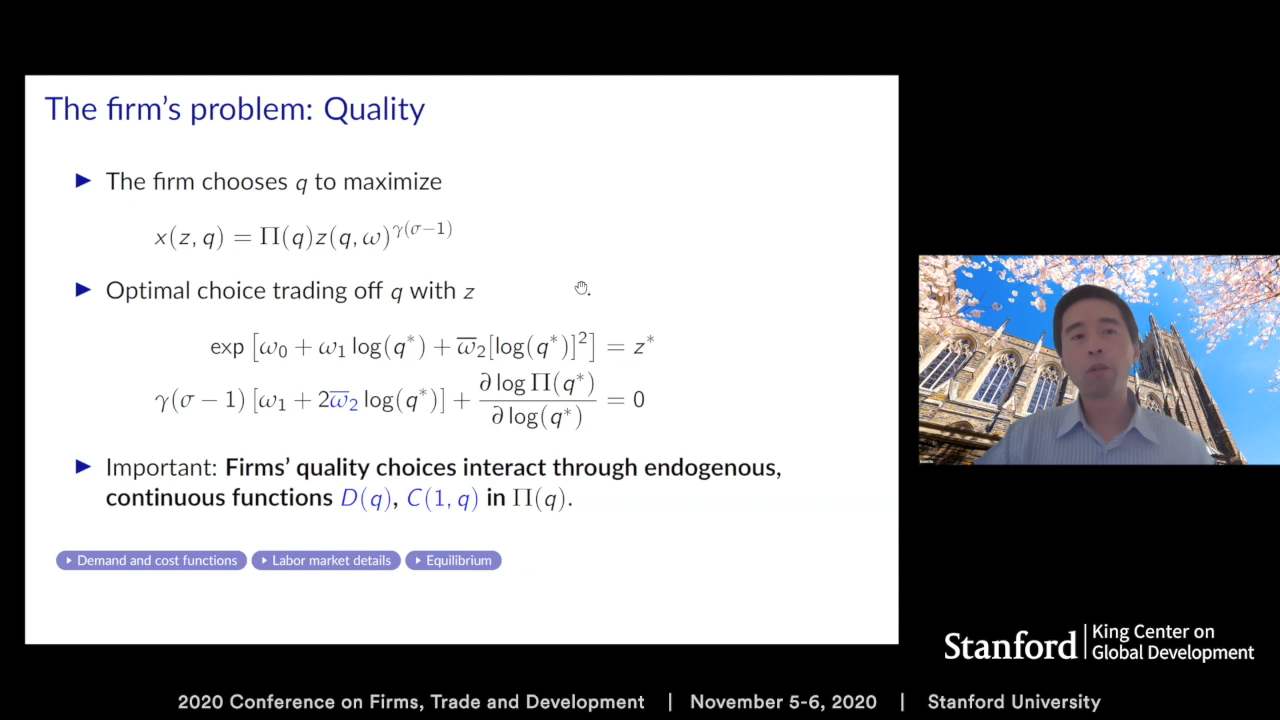 The firm's problem: Quality
▶ The firm chooses q to maximize
x(z, q) = Π(q)z(q, ω)^{γ(σ−1)}
▶ Optimal choice trading off q with z
exp [ω₀ + ω₁ log(q*) + ω̅₂[log(q*)]²] = z*
γ(σ − 1) [ω₁ + 2ω̅₂ log(q*)] + ∂ log Π(q*) / ∂ log(q*) = 0
▶ Important: Firms' quality choices interact through endogenous,
continuous functions D(q), C(1, q) in Π(q).
Demand and cost functions Labor market details Equilibrium
Stanford | King Center on
Global Development
2020 Conference on Firms, Trade and Development | November 5-6, 2020 | Stanford University